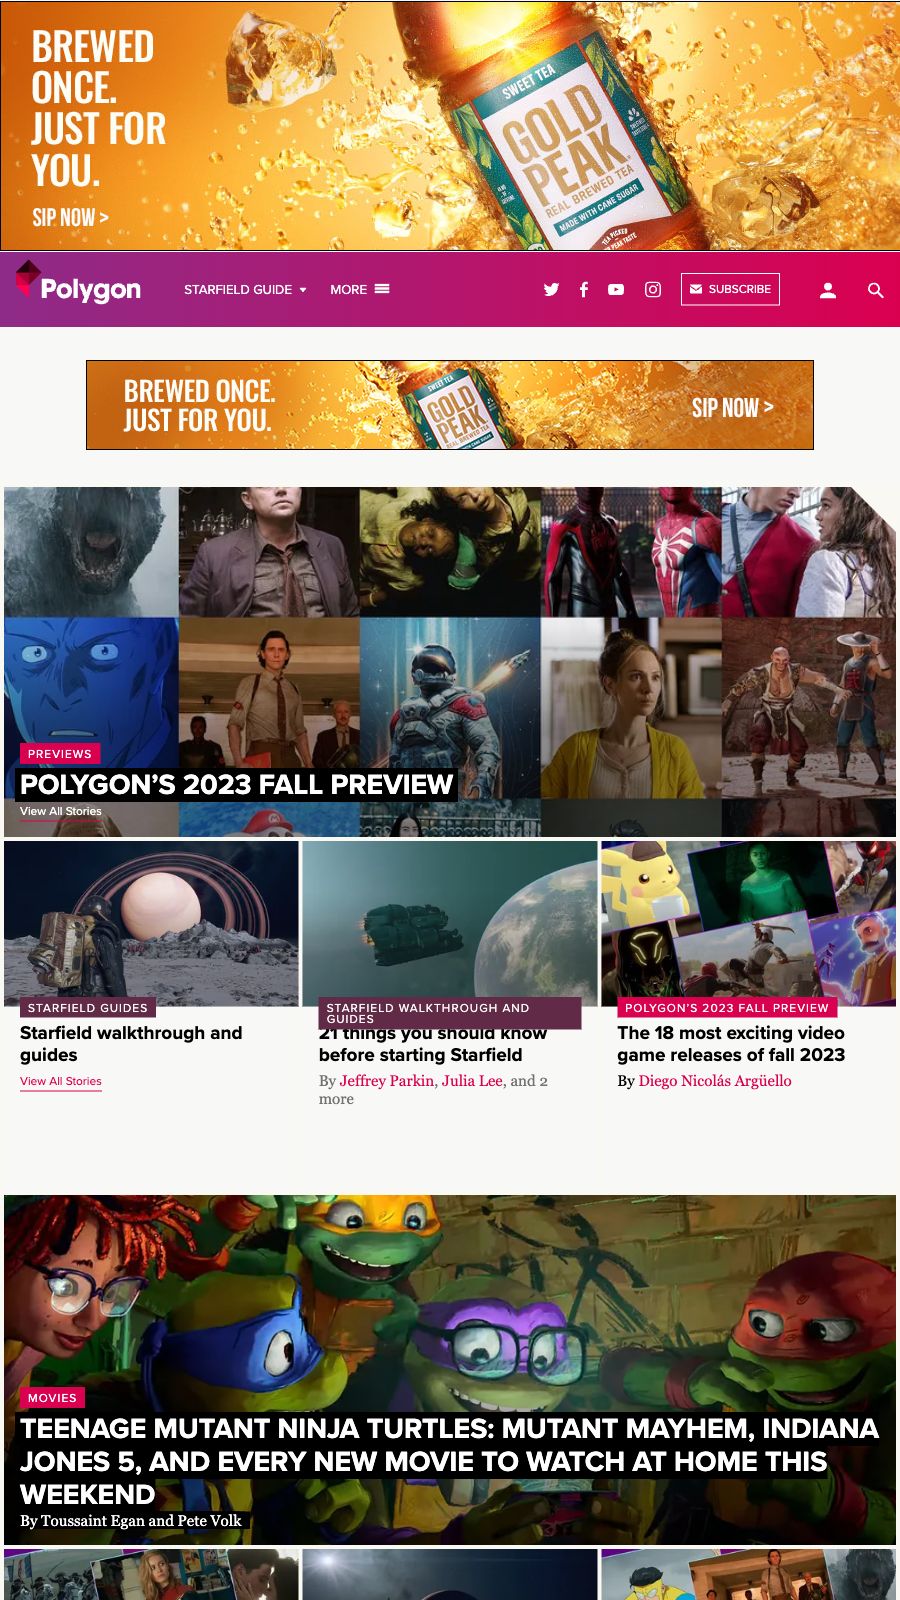 BREWED
ONCE.
JUST FOR
YOU.
SIP NOW >
SWEET TEA
GOLD
PEAK
REAL BREWED TEA
MADE WITH CANE SUGAR
Polygon
STARFIELD GUIDE
MORE
SUBSCRIBE
BREWED ONCE.
JUST FOR YOU.
SWEET TEA
GOLD
PEAK
REAL BREWED TEA
SIP NOW >
PREVIEWS
POLYGON’S 2023 FALL PREVIEW
View All Stories
STARFIELD GUIDES
Starfield walkthrough and
guides
View All Stories
STARFIELD WALKTHROUGH AND
GUIDES
21 things you should know
before starting Starfield
By Jeffrey Parkin, Julia Lee, and 2
more
POLYGON’S 2023 FALL PREVIEW
The 18 most exciting video
game releases of fall 2023
By Diego Nicolás Argüello
MOVIES
TEENAGE MUTANT NINJA TURTLES: MUTANT MAYHEM, INDIANA
JONES 5, AND EVERY NEW MOVIE TO WATCH AT HOME THIS
WEEKEND
By Toussaint Egan and Pete Volk